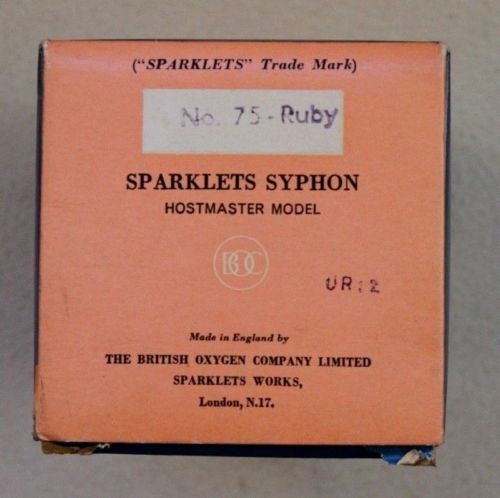 ("SPARKLETS" Trade Mark)
No. 75 - Ruby
SPARKLETS SYPHON
HOSTMASTER MODEL
BOC
UR:2
Made in England by
THE BRITISH OXYGEN COMPANY LIMITED
SPARKLETS WORKS,
London, N.17.